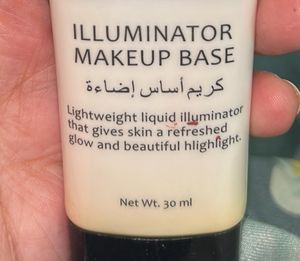 ILLUMINATOR
MAKEUP BASE
كريم أساس إضاءة
Lightweight liquid illuminator
that gives skin a refreshed
glow and beautiful hlighlight.
Net Wt. 30 ml